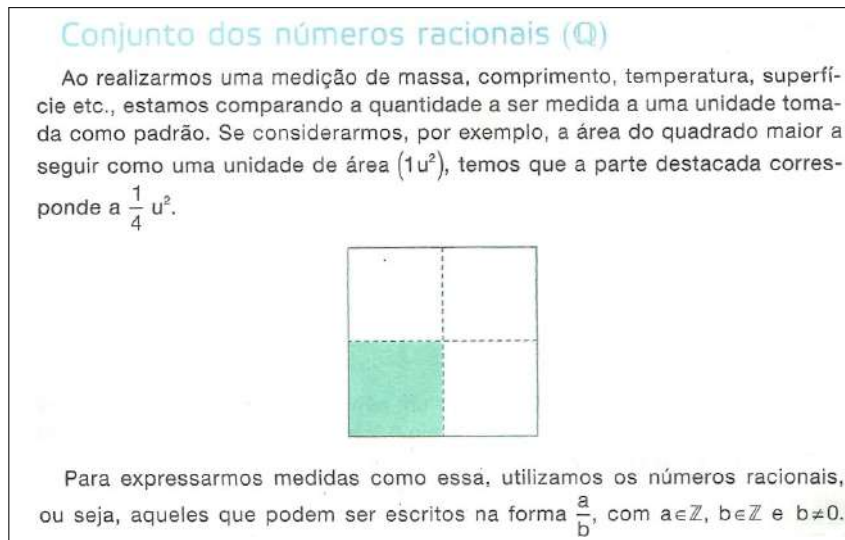 Conjunto dos números racionais (ℚ)
Ao realizarmos uma medição de massa, comprimento, temperatura, superfí-
cie etc., estamos comparando a quantidade a ser medida a uma unidade toma-
da como padrão. Se considerarmos, por exemplo, a área do quadrado maior a
seguir como uma unidade de área (1u²), temos que a parte destacada corres-
ponde a 1/4 u².
Para expressarmos medidas como essa, utilizamos os números racionais,
ou seja, aqueles que podem ser escritos na forma a/b, com a∈ℤ, b∈ℤ e b≠0.